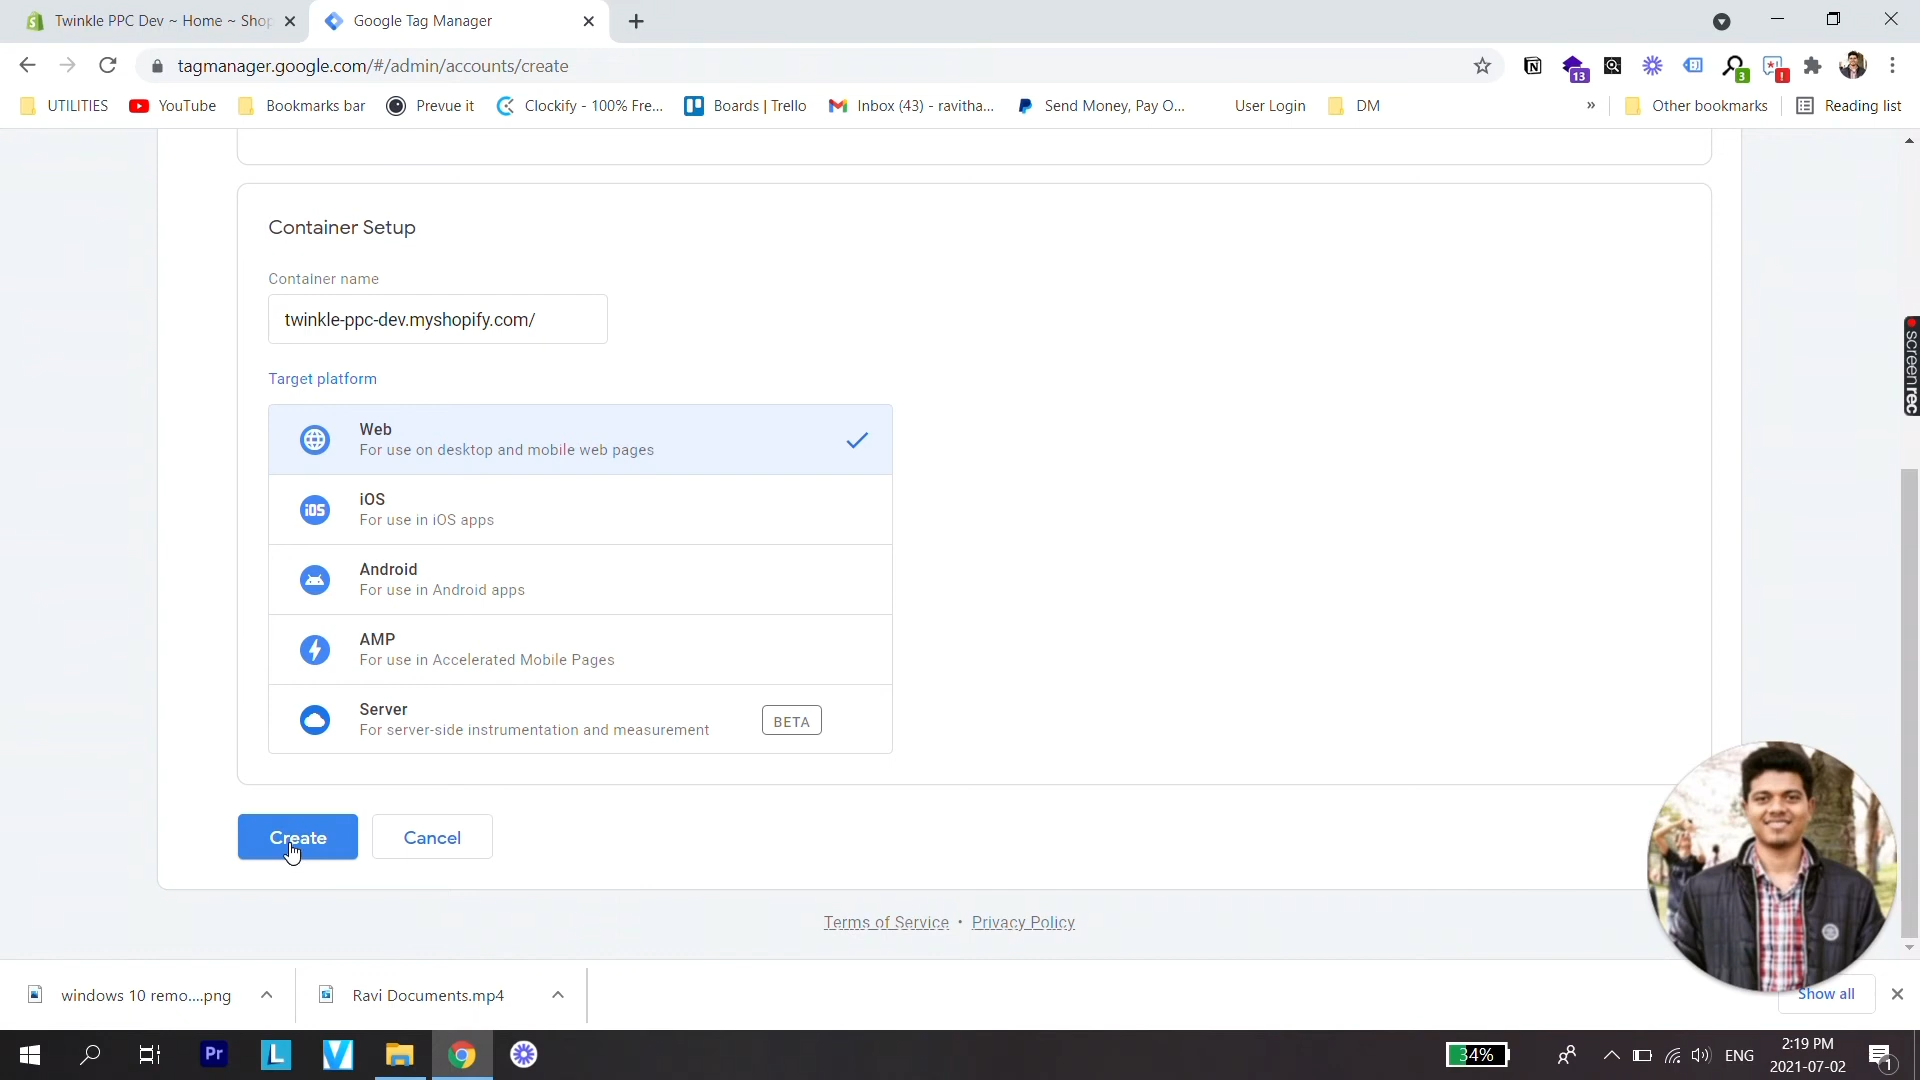 Twinkle PPC Dev ~ Home ~ Shop
Google Tag Manager
tagmanager.google.com/#/admin/accounts/create
13
3
!
UTILITIES
YouTube
Bookmarks bar
Prevue it
Clockify - 100% Fre...
Boards | Trello
Inbox (43) - ravitha...
Send Money, Pay O...
User Login
DM
»
Other bookmarks
Reading list
Container Setup
Container name
twinkle-ppc-dev.myshopify.com/
Target platform
Web
For use on desktop and mobile web pages
iOS
iOS
For use in iOS apps
Android
For use in Android apps
AMP
For use in Accelerated Mobile Pages
Server
For server-side instrumentation and measurement
BETA
Create
Cancel
Terms of Service • Privacy Policy
screenrec
windows 10 remo....png
Ravi Documents.mp4
Show all
Pr
L
34%
ENG
2:19 PM
2021-07-02
1